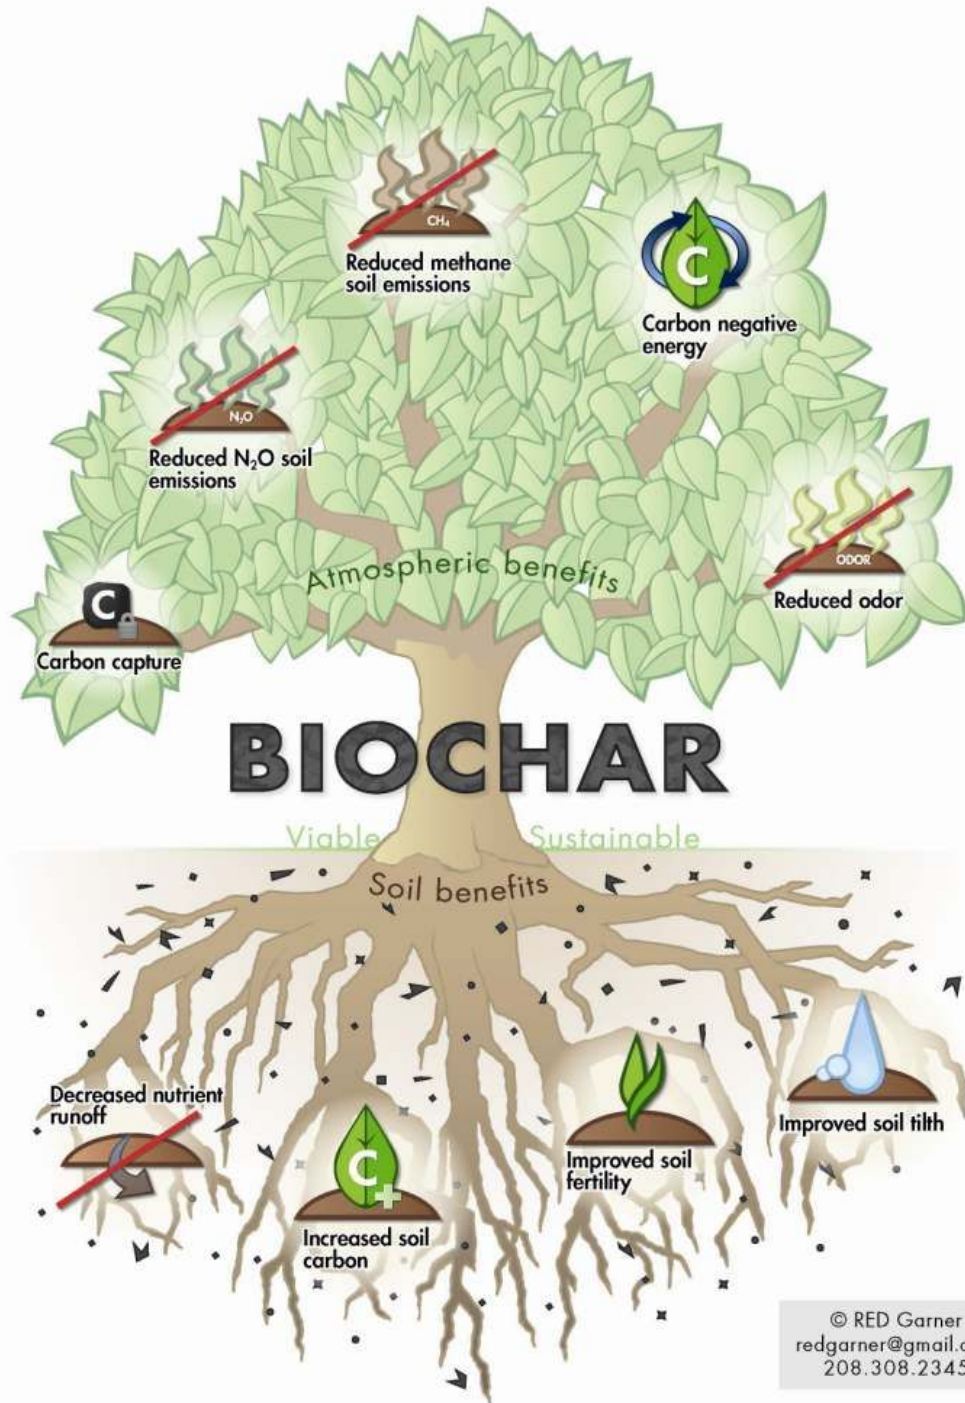 CH₄
Reduced methane
soil emissions
C
Carbon negative
energy
N₂O
Reduced N₂O soil
emissions
ODOR
Reduced odor
Atmospheric benefits
C
Carbon capture
BIOCHAR
Viable Sustainable
Soil benefits
Decreased nutrient
runoff
C
Increased soil
carbon
Improved soil
fertility
Improved soil tilth
© RED Garner
redgarner@gmail.c
208.308.2345